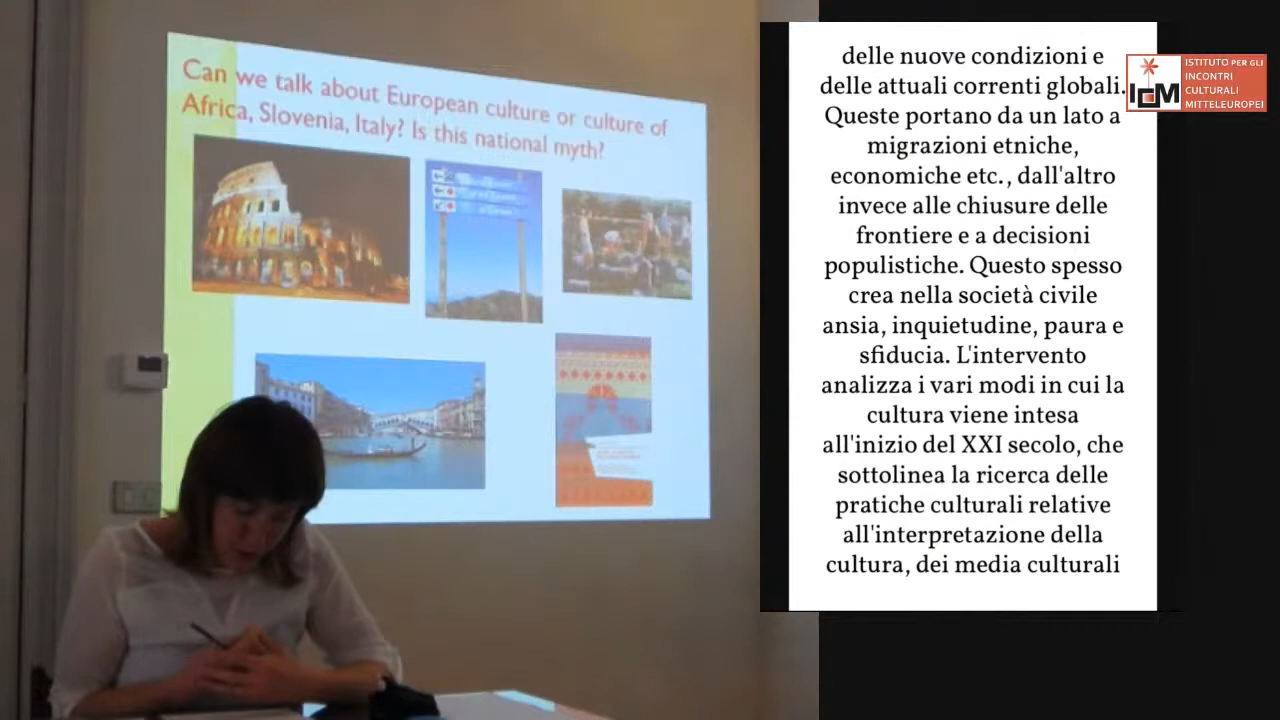 Can we talk about European culture or culture of
Africa, Slovenia, Italy? Is this national myth?
delle nuove condizioni e
delle attuali correnti globali.
Queste portano da un lato a
migrazioni etniche,
economiche etc., dall'altro
invece alle chiusure delle
frontiere e a decisioni
populistiche. Questo spesso
crea nella società civile
ansia, inquietudine, paura e
sfiducia. L'intervento
analizza i vari modi in cui la
cultura viene intesa
all'inizio del XXI secolo, che
sottolinea la ricerca delle
pratiche culturali relative
all'interpretazione della
cultura, dei media culturali
ICM
ISTITUTO PER GLI
INCONTRI
CULTURALI
MITTELEUROPEI